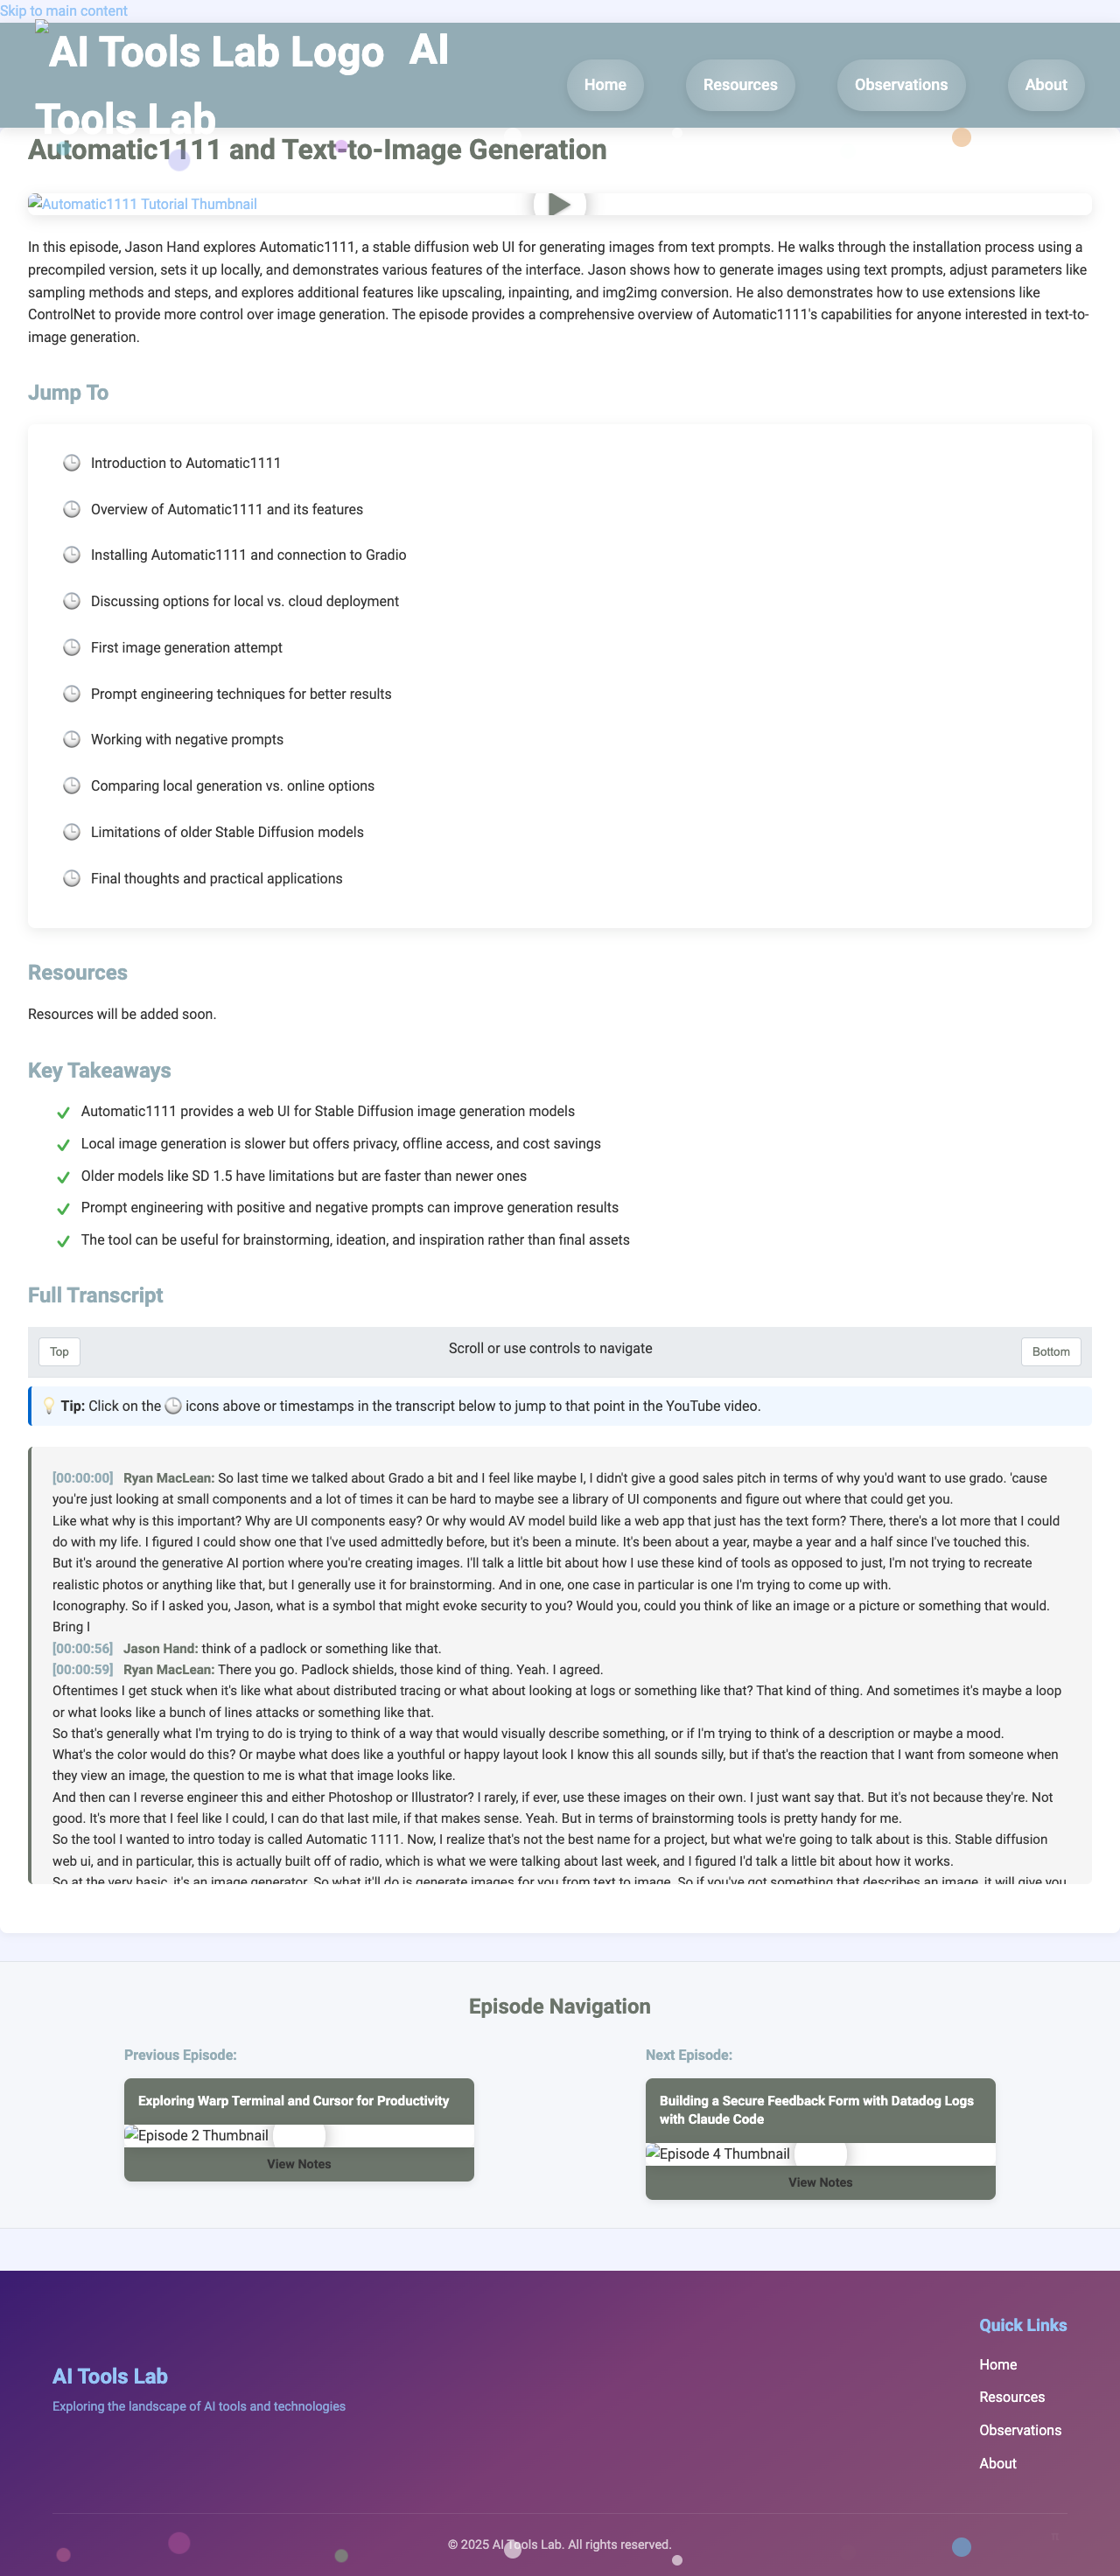 Skip to main content
AI Tools Lab Logo AI
Tools Lab
Home
Resources
Observations
About
Automatic1111 and Text-to-Image Generation
Automatic1111 Tutorial Thumbnail
In this episode, Jason Hand explores Automatic1111, a stable diffusion web UI for generating images from text prompts. He walks through the installation process using a
precompiled version, sets it up locally, and demonstrates various features of the interface. Jason shows how to generate images using text prompts, adjust parameters like
sampling methods and steps, and explores additional features like upscaling, inpainting, and img2img conversion. He also demonstrates how to use extensions like
ControlNet to provide more control over image generation. The episode provides a comprehensive overview of Automatic1111's capabilities for anyone interested in text-to-
image generation.
Jump To
Introduction to Automatic1111
Overview of Automatic1111 and its features
Installing Automatic1111 and connection to Gradio
Discussing options for local vs. cloud deployment
First image generation attempt
Prompt engineering techniques for better results
Working with negative prompts
Comparing local generation vs. online options
Limitations of older Stable Diffusion models
Final thoughts and practical applications
Resources
Resources will be added soon.
Key Takeaways
Automatic1111 provides a web UI for Stable Diffusion image generation models
Local image generation is slower but offers privacy, offline access, and cost savings
Older models like SD 1.5 have limitations but are faster than newer ones
Prompt engineering with positive and negative prompts can improve generation results
The tool can be useful for brainstorming, ideation, and inspiration rather than final assets
Full Transcript
Top
Scroll or use controls to navigate
Bottom
Tip: Click on the 🕒 icons above or timestamps in the transcript below to jump to that point in the YouTube video.
[00:00:00] Ryan MacLean: So last time we talked about Grado a bit and I feel like maybe I, I didn't give a good sales pitch in terms of why you'd want to use grado. 'cause
you're just looking at small components and a lot of times it can be hard to maybe see a library of UI components and figure out where that could get you.
Like what why is this important? Why are UI components easy? Or why would AV model build like a web app that just has the text form? There, there's a lot more that I could
do with my life. I figured I could show one that I've used admittedly before, but it's been a minute. It's been about a year, maybe a year and a half since I've touched this.
But it's around the generative AI portion where you're creating images. I'll talk a little bit about how I use these kind of tools as opposed to just, I'm not trying to recreate
realistic photos or anything like that, but I generally use it for brainstorming. And in one, one case in particular is one I'm trying to come up with.
Iconography. So if I asked you, Jason, what is a symbol that might evoke security to you? Would you, could you think of like an image or a picture or something that would.
Bring I
[00:00:56] Jason Hand: think of a padlock or something like that.
[00:00:59] Ryan MacLean: There you go. Padlock shields, those kind of thing. Yeah. I agreed.
Oftentimes I get stuck when it's like what about distributed tracing or what about looking at logs or something like that? That kind of thing. And sometimes it's maybe a loop
or what looks like a bunch of lines attacks or something like that.
So that's generally what I'm trying to do is trying to think of a way that would visually describe something, or if I'm trying to think of a description or maybe a mood.
What's the color would do this? Or maybe what does like a youthful or happy layout look I know this all sounds silly, but if that's the reaction that I want from someone when
they view an image, the question to me is what that image looks like.
And then can I reverse engineer this and either Photoshop or Illustrator? I rarely, if ever, use these images on their own. I just want say that. But it's not because they're. Not
good. It's more that I feel like I could, I can do that last mile, if that makes sense. Yeah. But in terms of brainstorming tools is pretty handy for me.
So the tool I wanted to intro today is called Automatic 1111. Now, I realize that's not the best name for a project, but what we're going to talk about is this. Stable diffusion
web ui, and in particular, this is actually built off of radio, which is what we were talking about last week, and I figured I'd talk a little bit about how it works.
So at the very basic, it's an image generator. So what it'll do is generate images for you from text to image. So if you've got something that describes an image, it will give you
Episode Navigation
Previous Episode:
Exploring Warp Terminal and Cursor for Productivity
Episode 2 Thumbnail
View Notes
Next Episode:
Building a Secure Feedback Form with Datadog Logs
with Claude Code
Episode 4 Thumbnail
View Notes
AI Tools Lab
Exploring the landscape of AI tools and technologies
Quick Links
Home
Resources
Observations
About
© 2025 AI Tools Lab. All rights reserved.